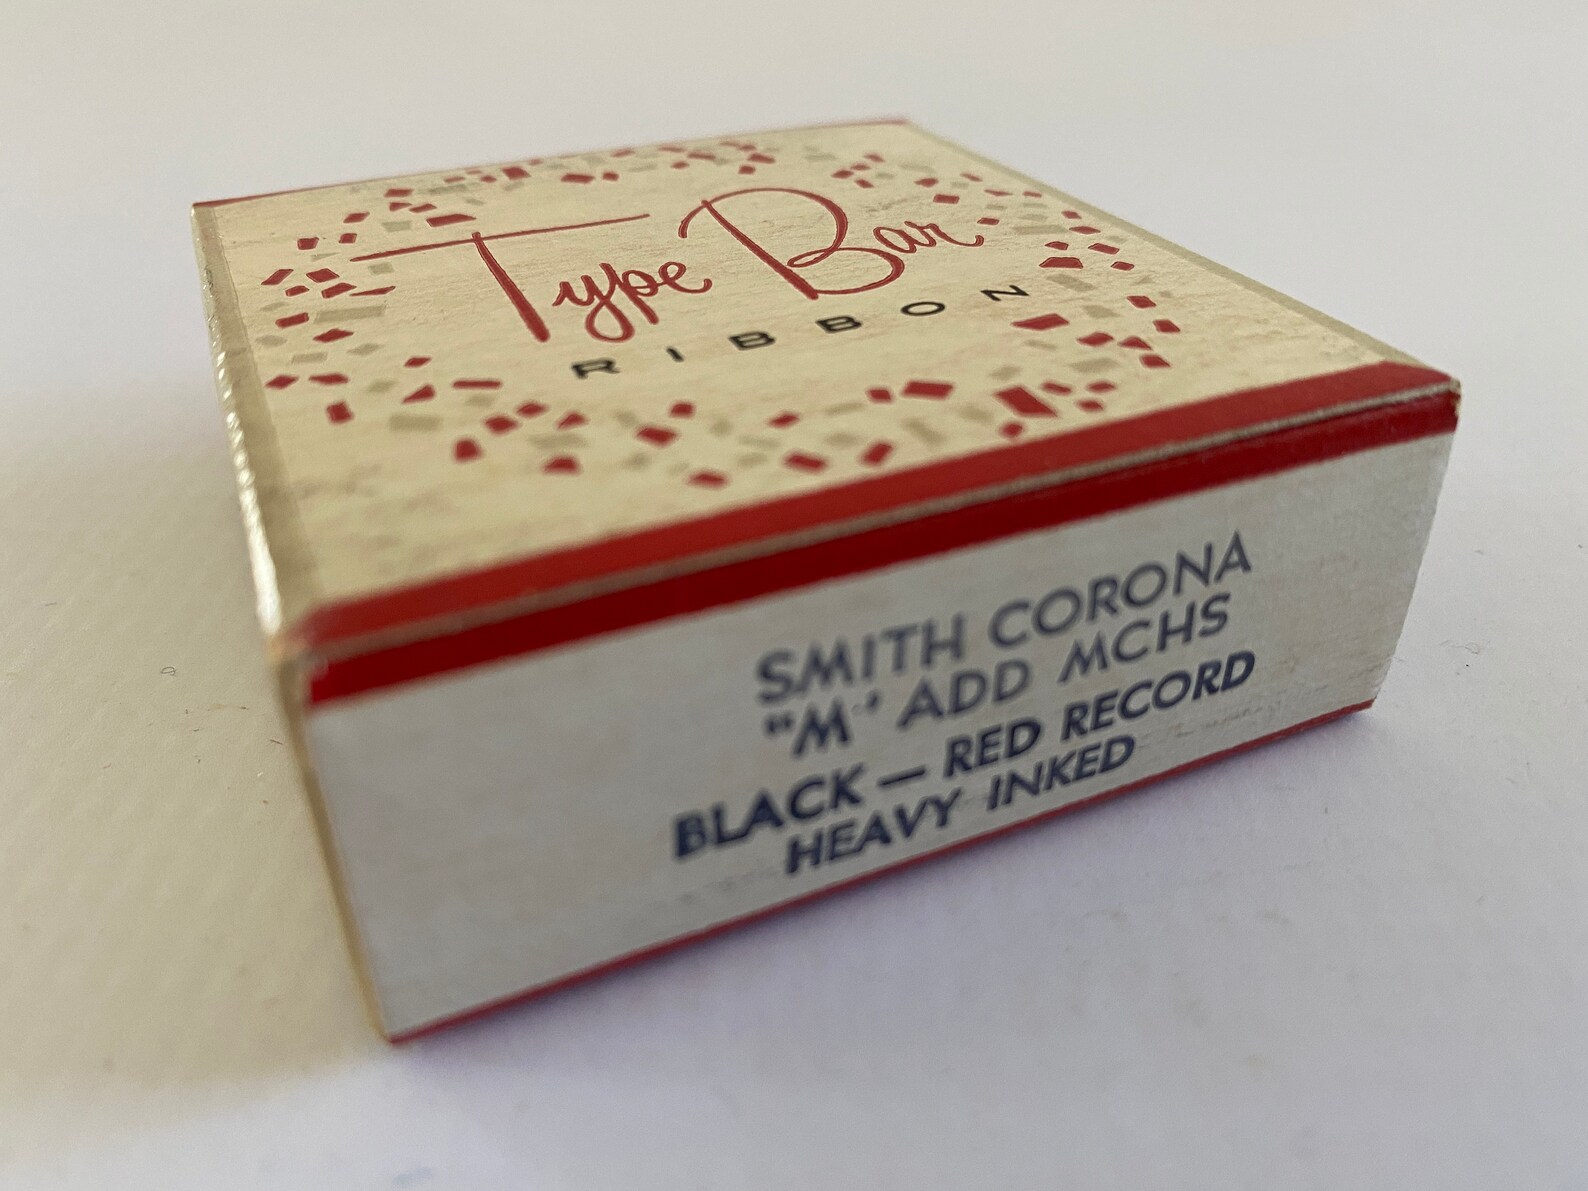 Type Bar
RIBBON
SMITH CORONA
"M" ADD MCHS
BLACK — RED RECORD
HEAVY INKED